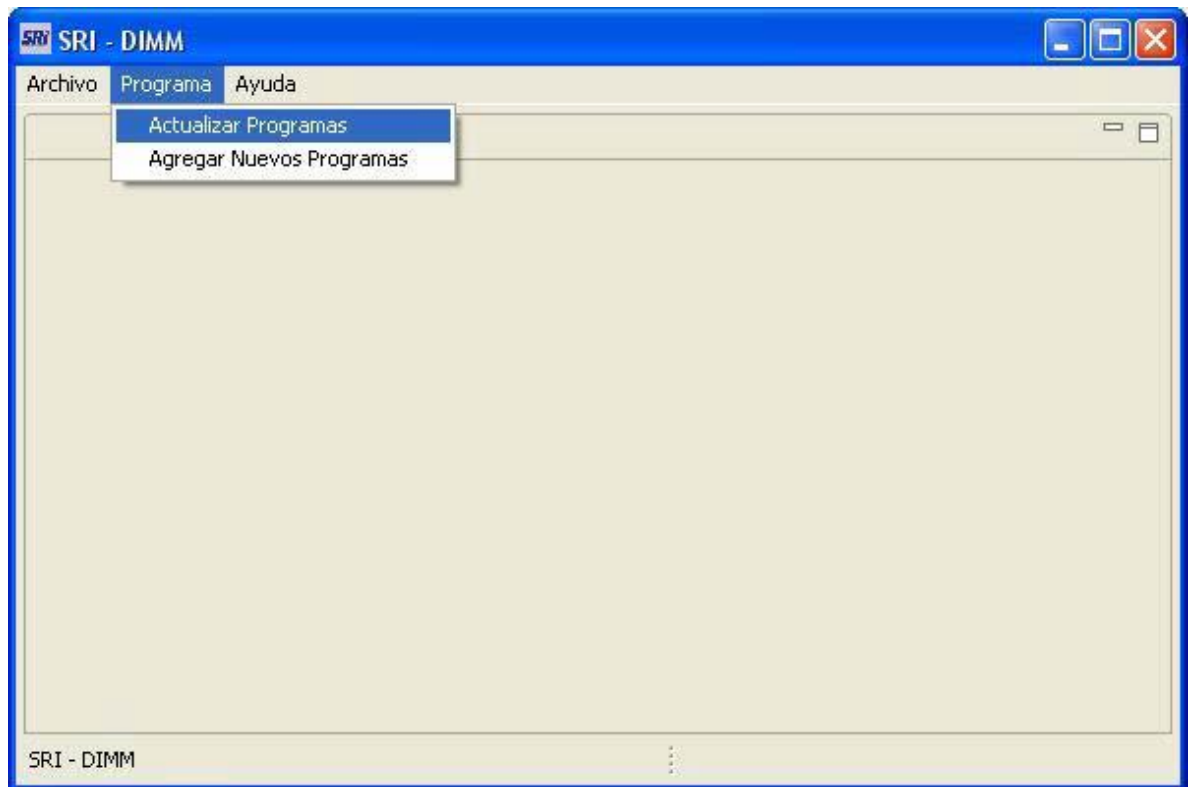 SRi SRI - DIMM
Archivo Programa Ayuda
Actualizar Programas
Agregar Nuevos Programas
SRI - DIMM